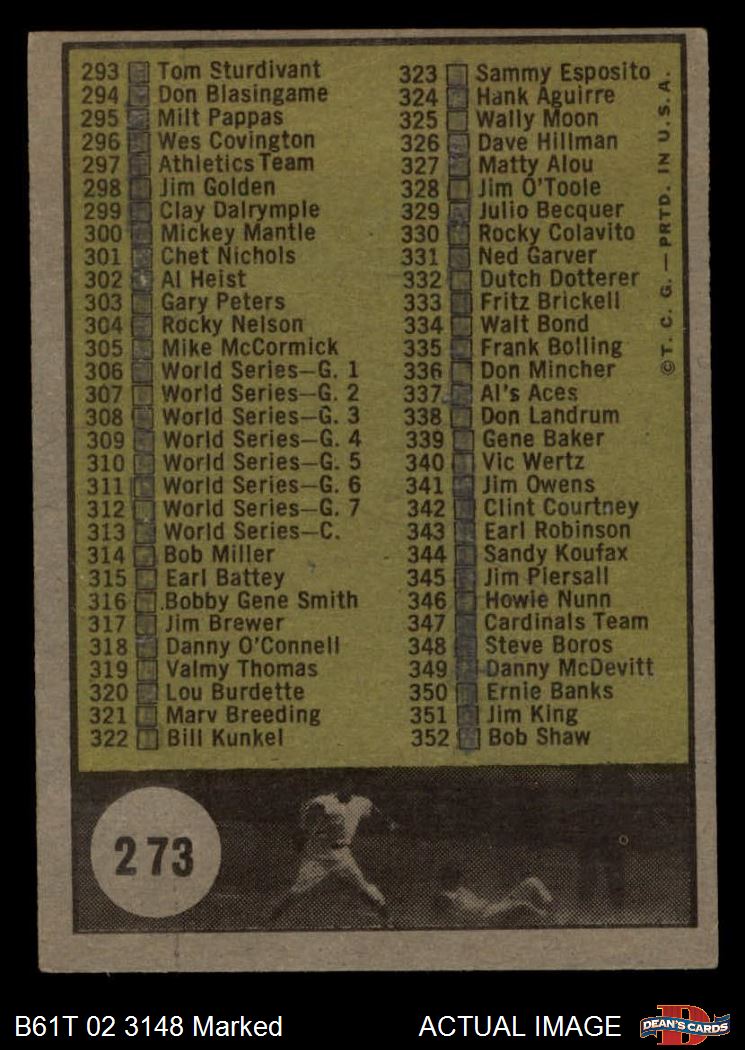 293 Tom Sturdivant
294 Don Blasingame
295 Milt Pappas
296 Wes Covington
297 Athletics Team
298 Jim Golden
299 Clay Dalrymple
300 Mickey Mantle
301 Chet Nichols
302 Al Heist
303 Gary Peters
304 Rocky Nelson
305 Mike McCormick
306 World Series—G. 1
307 World Series—G. 2
308 World Series—G. 3
309 World Series—G. 4
310 World Series—G. 5
311 World Series—G. 6
312 World Series—G. 7
313 World Series—C.
314 Bob Miller
315 Earl Battey
316 Bobby Gene Smith
317 Jim Brewer
318 Danny O'Connell
319 Valmy Thomas
320 Lou Burdette
321 Marv Breeding
322 Bill Kunkel
323 Sammy Esposito
324 Hank Aguirre
325 Wally Moon
326 Dave Hillman
327 Matty Alou
328 Jim O'Toole
329 Julio Becquer
330 Rocky Colavito
331 Ned Garver
332 Dutch Dotterer
333 Fritz Brickell
334 Walt Bond
335 Frank Bolling
336 Don Mincher
337 Al's Aces
338 Don Landrum
339 Gene Baker
340 Vic Wertz
341 Jim Owens
342 Clint Courtney
343 Earl Robinson
344 Sandy Koufax
345 Jim Piersall
346 Howie Nunn
347 Cardinals Team
348 Steve Boros
349 Danny McDevitt
350 Ernie Banks
351 Jim King
352 Bob Shaw
©T. C. G. — PRTD. IN U. S. A.
273
B61T 02 3148 Marked
ACTUAL IMAGE
DEAN'S CARDS